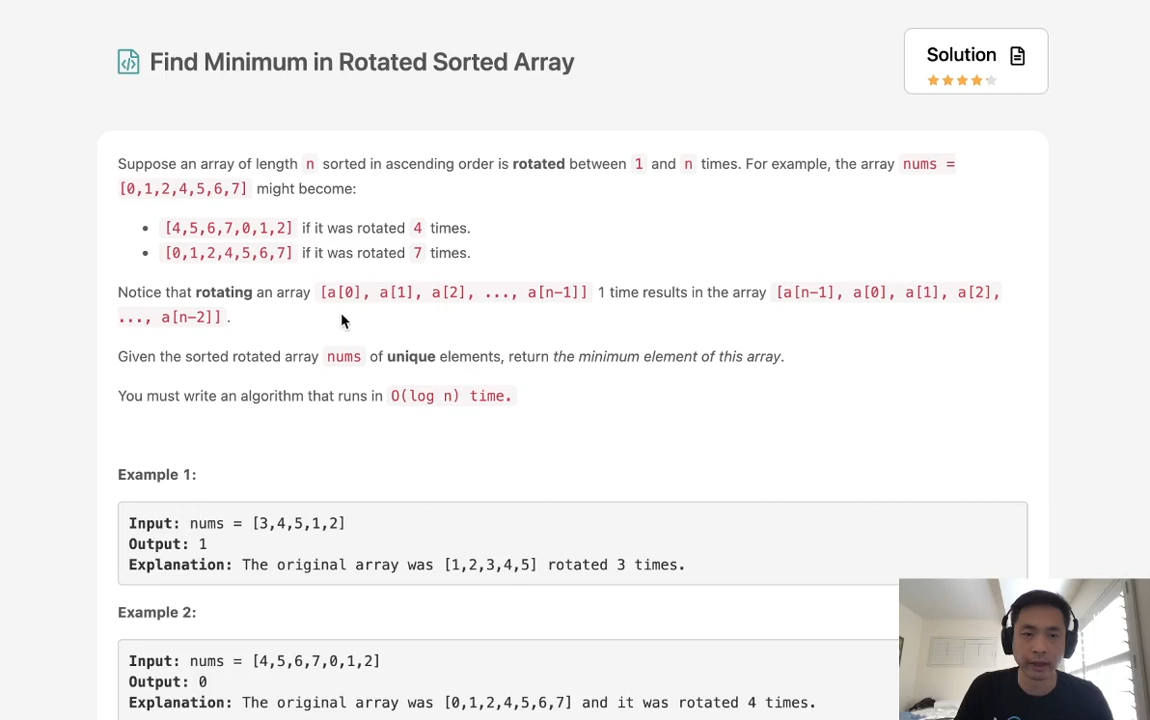 Find Minimum in Rotated Sorted Array
Solution
Suppose an array of length n sorted in ascending order is rotated between 1 and n times. For example, the array nums =
[0,1,2,4,5,6,7] might become:
• [4,5,6,7,0,1,2] if it was rotated 4 times.
• [0,1,2,4,5,6,7] if it was rotated 7 times.
Notice that rotating an array [a[0], a[1], a[2], ..., a[n-1]] 1 time results in the array [a[n-1], a[0], a[1], a[2],
..., a[n-2]].
Given the sorted rotated array nums of unique elements, return the minimum element of this array.
You must write an algorithm that runs in O(log n) time.
Example 1:
Input: nums = [3,4,5,1,2]
Output: 1
Explanation: The original array was [1,2,3,4,5] rotated 3 times.
Example 2:
Input: nums = [4,5,6,7,0,1,2]
Output: 0
Explanation: The original array was [0,1,2,4,5,6,7] and it was rotated 4 times.